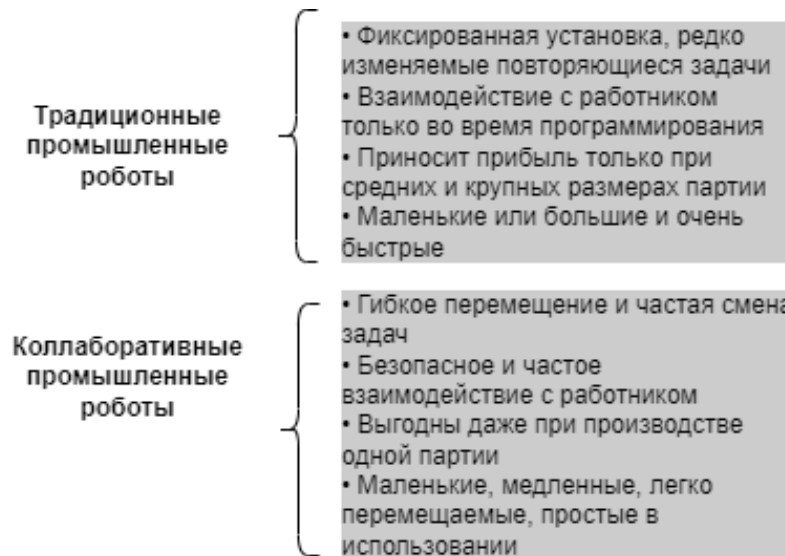 Традиционные
промышленные
роботы
• Фиксированная установка, редко
изменяемые повторяющиеся задачи
• Взаимодействие с работником
только во время программирования
• Приносит прибыль только при
средних и крупных размерах партии
• Маленькие или большие и очень
быстрые
Коллаборативные
промышленные
роботы
• Гибкое перемещение и частая смена
задач
• Безопасное и частое
взаимодействие с работником
• Выгодны даже при производстве
одной партии
• Маленькие, медленные, легко
перемещаемые, простые в
использовании